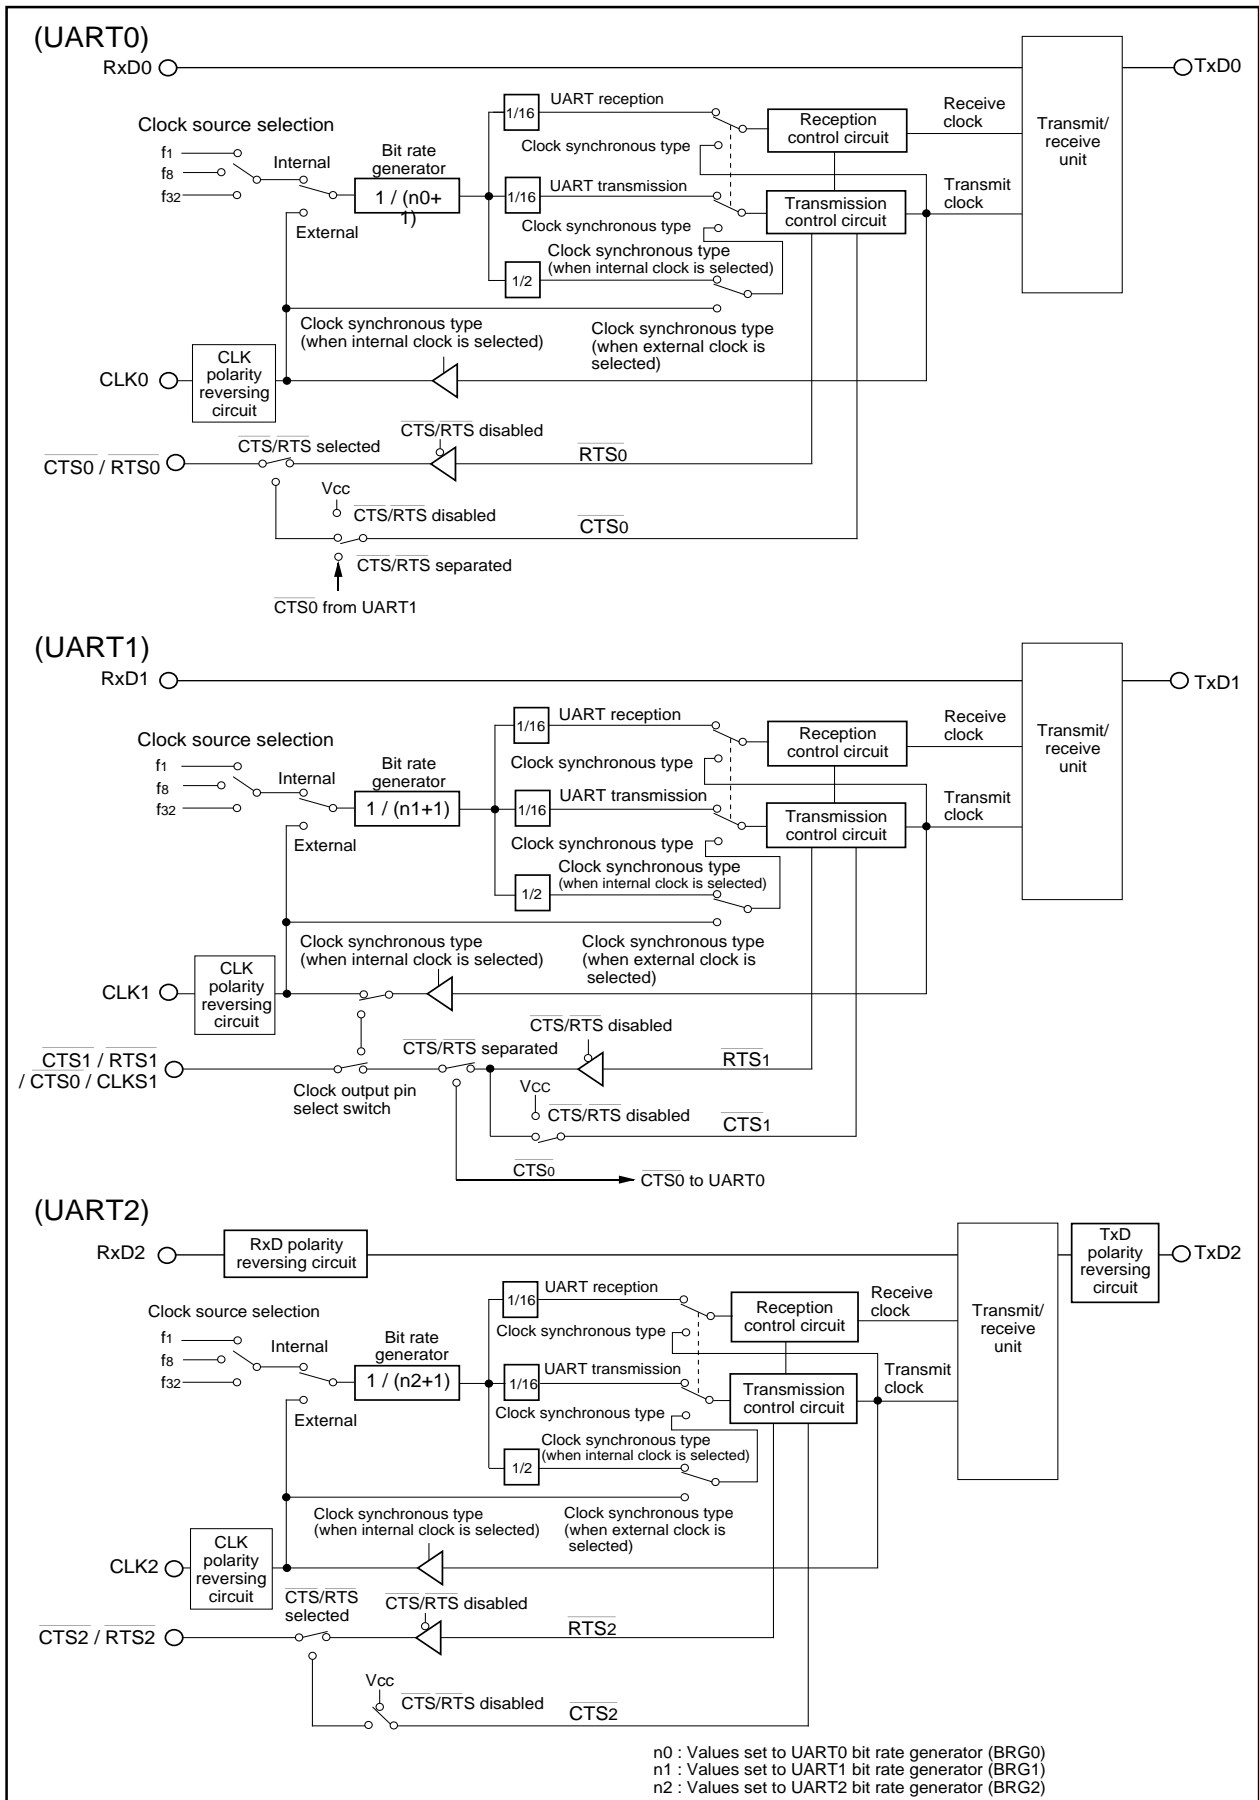 (UART0)
RxD0
TxD0
Clock source selection
f1
f8
f32
Internal
External
Bit rate
generator
1 / (n0+
1)
1/16
UART reception
Clock synchronous type
1/16
UART transmission
Clock synchronous type
1/2
Clock synchronous type
(when internal clock is selected)
Reception
control circuit
Transmission
control circuit
Receive
clock
Transmit
clock
Transmit/
receive
unit
Clock synchronous type
(when internal clock is selected)
Clock synchronous type
(when external clock is
selected)
CLK0
CLK
polarity
reversing
circuit
CTS0 / RTS0
CTS/RTS selected
CTS/RTS disabled
RTS0
Vcc
CTS/RTS disabled
CTS0
CTS/RTS separated
CTS0 from UART1
(UART1)
RxD1
TxD1
Clock source selection
f1
f8
f32
Internal
External
Bit rate
generator
1 / (n1+1)
1/16
UART reception
Clock synchronous type
1/16
UART transmission
Clock synchronous type
1/2
Clock synchronous type
(when internal clock is selected)
Reception
control circuit
Transmission
control circuit
Receive
clock
Transmit
clock
Transmit/
receive
unit
Clock synchronous type
(when internal clock is selected)
Clock synchronous type
(when external clock is
selected)
CLK1
CLK
polarity
reversing
circuit
CTS1 / RTS1
/ CTS0 / CLKS1
Clock output pin
select switch
CTS/RTS separated
CTS/RTS disabled
RTS1
VCC
CTS/RTS disabled
CTS1
CTS0
CTS0 to UART0
(UART2)
RxD2
RxD polarity
reversing circuit
TxD
polarity
reversing
circuit
TxD2
Clock source selection
f1
f8
f32
Internal
External
Bit rate
generator
1 / (n2+1)
1/16
UART reception
Clock synchronous type
1/16
UART transmission
Clock synchronous type
1/2
Clock synchronous type
(when internal clock is selected)
Reception
control circuit
Transmission
control circuit
Receive
clock
Transmit
clock
Transmit/
receive
unit
Clock synchronous type
(when internal clock is selected)
Clock synchronous type
(when external clock is
selected)
CLK2
CLK
polarity
reversing
circuit
CTS2 / RTS2
CTS/RTS
selected
CTS/RTS disabled
RTS2
Vcc
CTS/RTS disabled
CTS2
n0 : Values set to UART0 bit rate generator (BRG0)
n1 : Values set to UART1 bit rate generator (BRG1)
n2 : Values set to UART2 bit rate generator (BRG2)